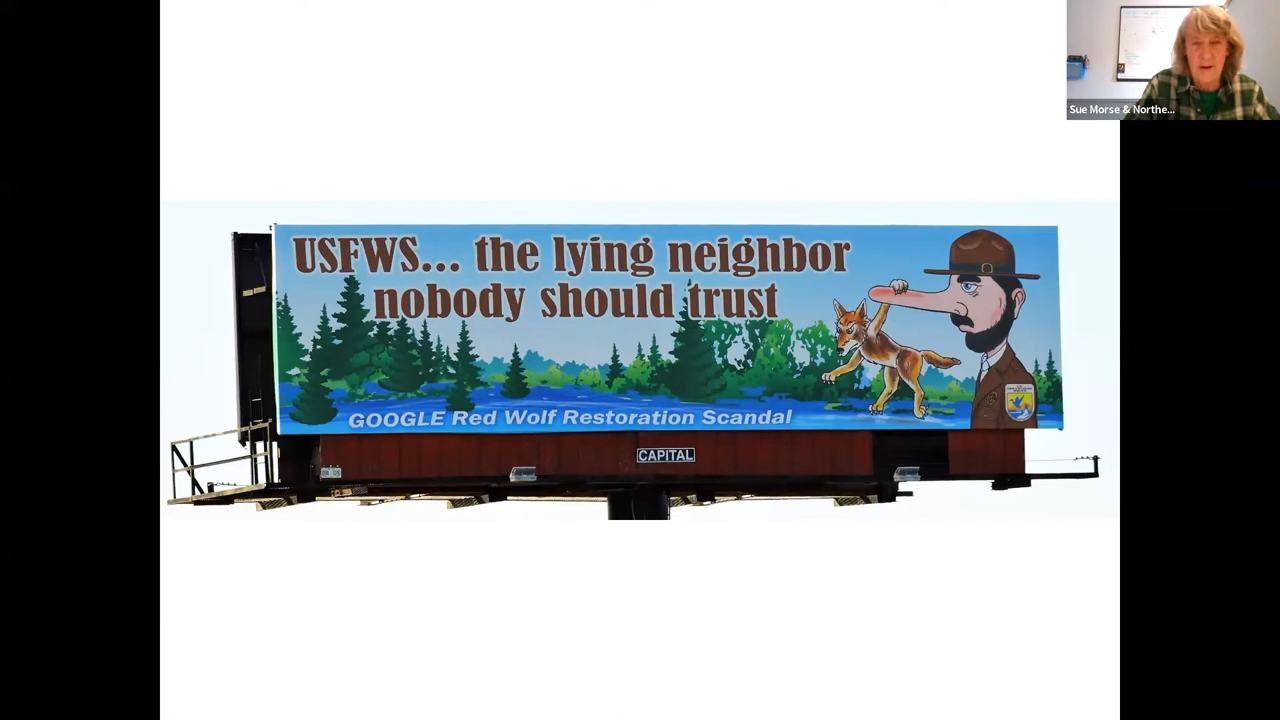 Sue Morse & Northe...
USFWS... the lying neighbor
nobody should trust
GOOGLE Red Wolf Restoration Scandal
CAPITAL